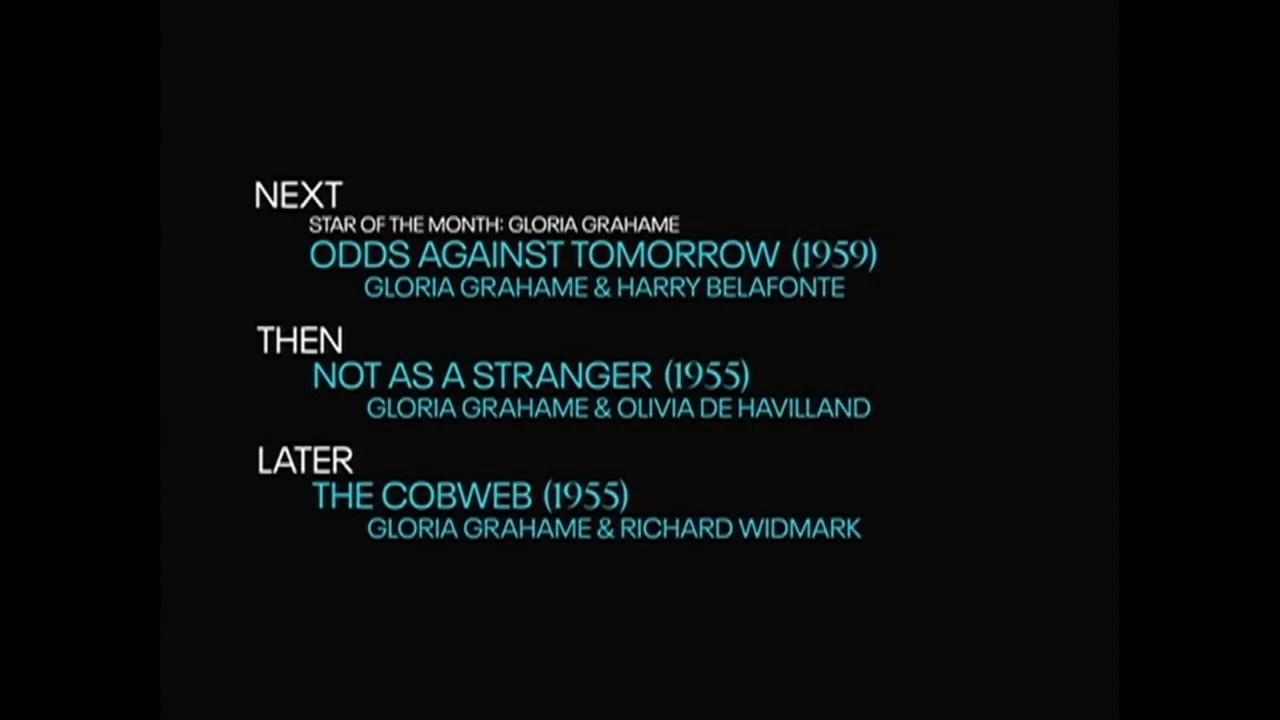 NEXT
STAR OF THE MONTH: GLORIA GRAHAME
ODDS AGAINST TOMORROW (1959)
GLORIA GRAHAME & HARRY BELAFONTE
THEN
NOT AS A STRANGER (1955)
GLORIA GRAHAME & OLIVIA DE HAVILLAND
LATER
THE COBWEB (1955)
GLORIA GRAHAME & RICHARD WIDMARK